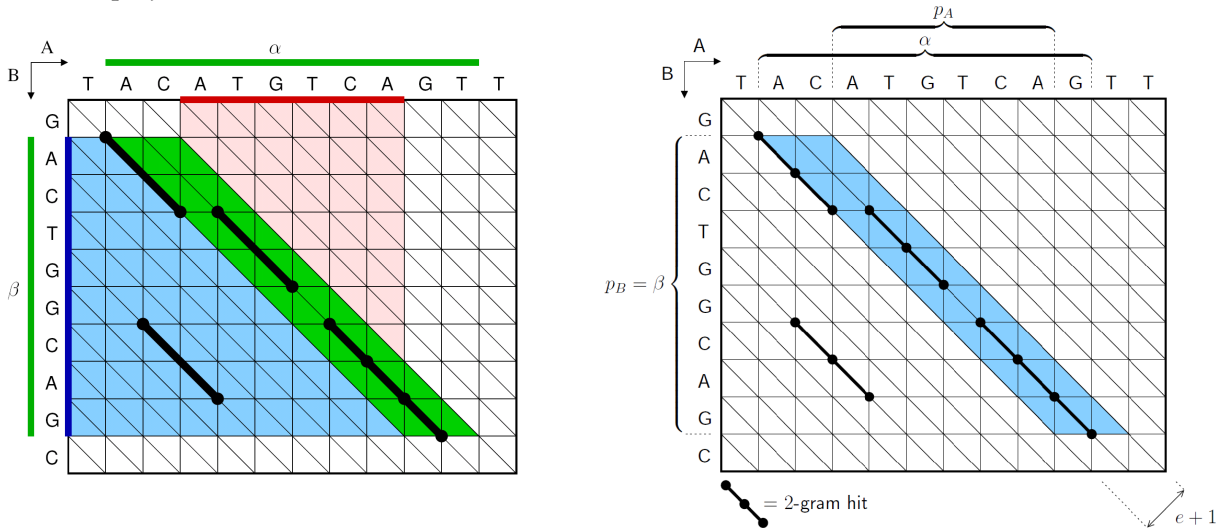 A
α
B
T A C A T G T C A G T T
G
A
C
T
G
G
C
A
G
C
β
p_A
α
A
B
T A C A T G T C A G T T
G
A
C
T
G
G
C
A
G
C
p_B = β
= 2-gram hit
e + 1